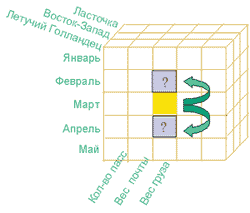 Ласточка
Восток-Запад
Летучий Голландец
Январь
Февраль
?
Март
Апрель
?
Май
Кол-во пасс.
Вес почты
Вес груза